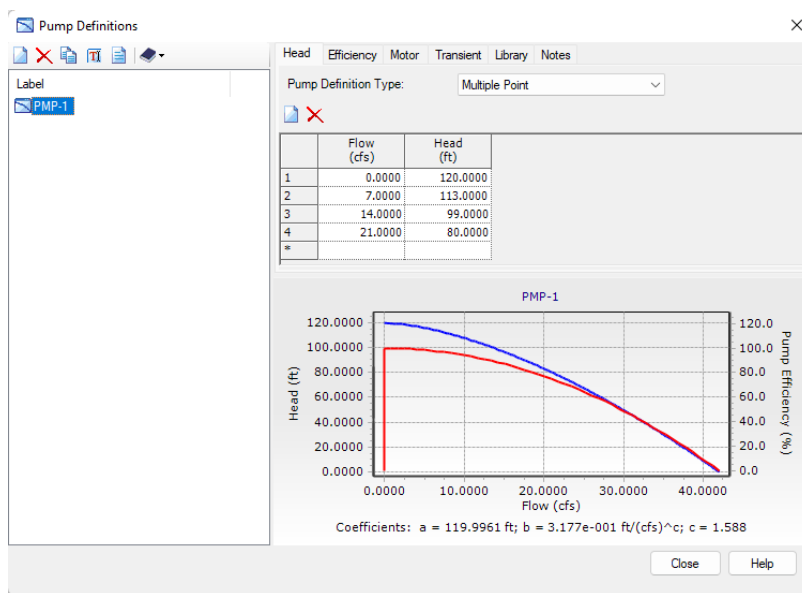 Pump Definitions
Label
PMP-1
Head Efficiency Motor Transient Library Notes
Pump Definition Type: Multiple Point
Flow (cfs) Head (ft)
1 0.0000 120.0000
2 7.0000 113.0000
3 14.0000 99.0000
4 21.0000 80.0000
*
PMP-1
120.0000 120.0
100.0000 100.0
80.0000 80.0
60.0000 60.0
40.0000 40.0
20.0000 20.0
0.0000 0.0
Head (ft)
Pump Efficiency (%)
0.0000 10.0000 20.0000 30.0000 40.0000
Flow (cfs)
Coefficients: a = 119.9961 ft; b = 3.177e-001 ft/(cfs)^c; c = 1.588
Close Help